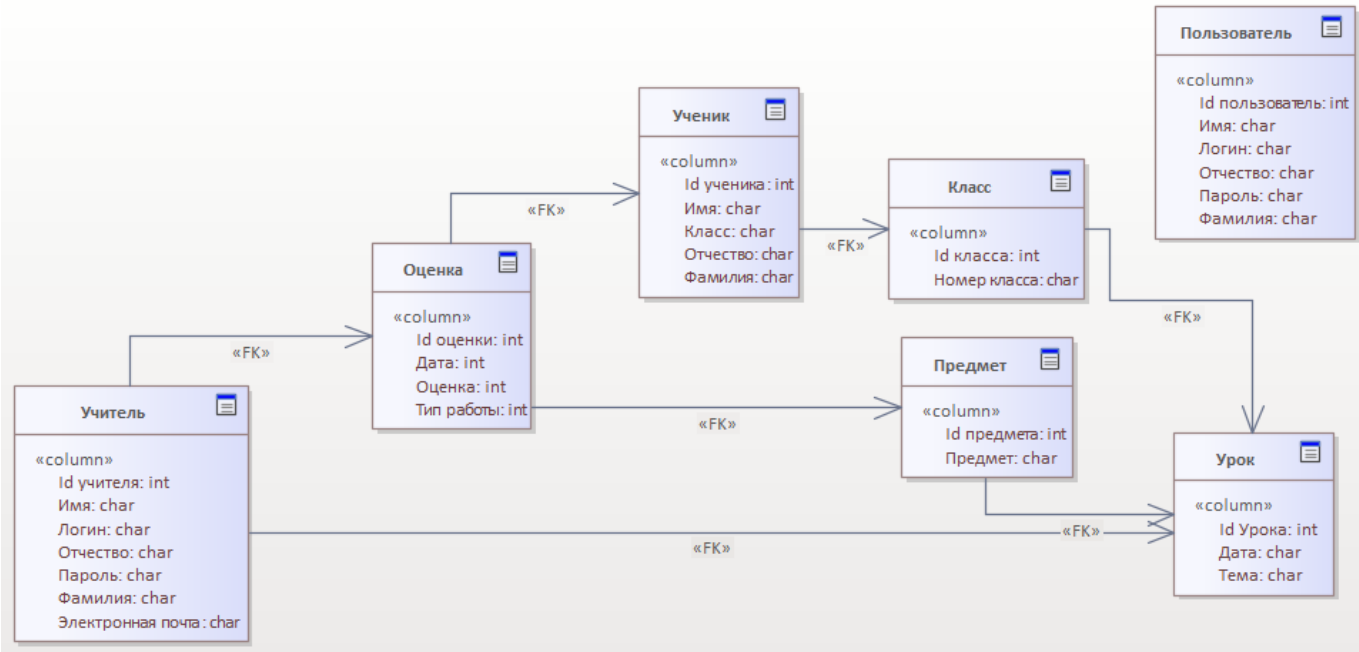 Пользователь
«column»
Id пользователь: int
Имя: char
Логин: char
Отчество: char
Пароль: char
Фамилия: char
Ученик
«column»
Id ученика: int
Имя: char
Класс: char
Отчество: char
Фамилия: char
«FK»
Класс
«column»
Id класса: int
Номер класса: char
«FK»
«FK»
Оценка
«column»
Id оценки: int
Дата: int
Оценка: int
Тип работы: int
«FK»
Предмет
«column»
Id предмета: int
Предмет: char
«FK»
Учитель
«column»
Id учителя: int
Имя: char
Логин: char
Отчество: char
Пароль: char
Фамилия: char
Электронная почта: char
«FK»
«FK»
Урок
«column»
Id Урока: int
Дата: char
Тема: char